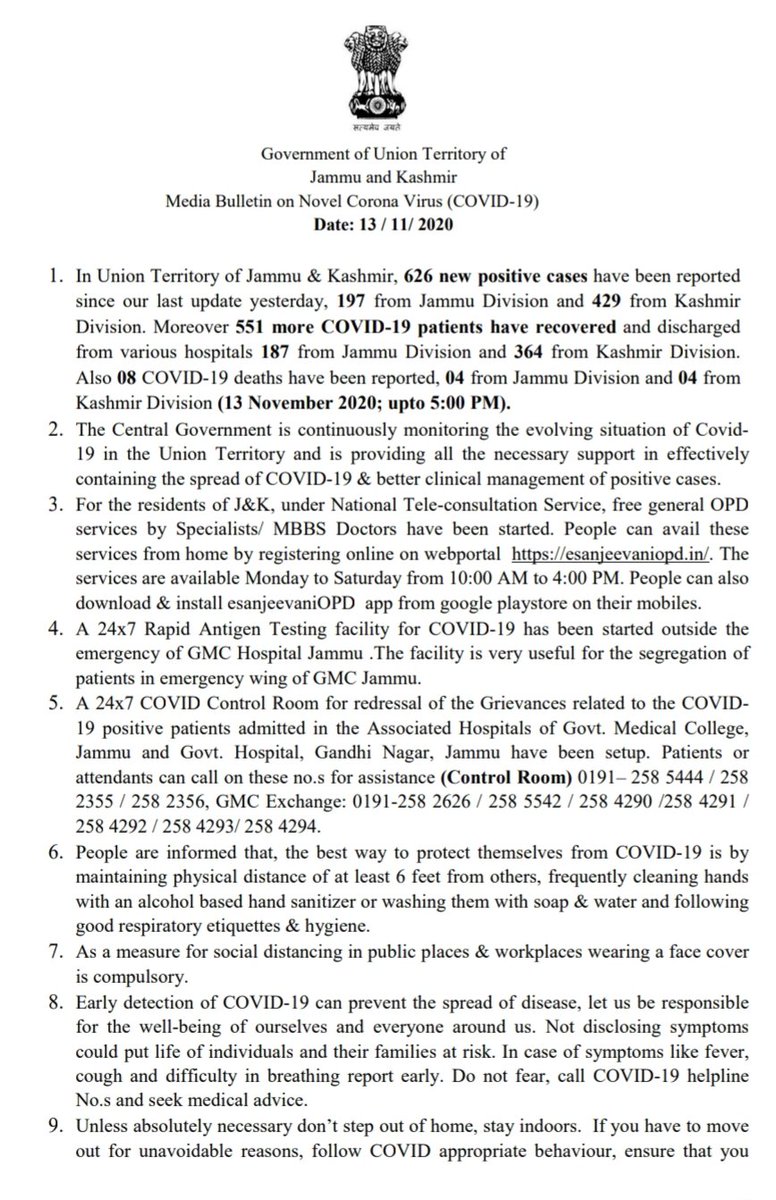 सत्यमेव जयते
Government of Union Territory of
Jammu and Kashmir
Media Bulletin on Novel Corona Virus (COVID-19)
Date: 13 / 11/ 2020
1. In Union Territory of Jammu & Kashmir, 626 new positive cases have been reported
since our last update yesterday, 197 from Jammu Division and 429 from Kashmir
Division. Moreover 551 more COVID-19 patients have recovered and discharged
from various hospitals 187 from Jammu Division and 364 from Kashmir Division.
Also 08 COVID-19 deaths have been reported, 04 from Jammu Division and 04 from
Kashmir Division (13 November 2020; upto 5:00 PM).
2. The Central Government is continuously monitoring the evolving situation of Covid-
19 in the Union Territory and is providing all the necessary support in effectively
containing the spread of COVID-19 & better clinical management of positive cases.
3. For the residents of J&K, under National Tele-consultation Service, free general OPD
services by Specialists/ MBBS Doctors have been started. People can avail these
services from home by registering online on webportal https://esanjeevaniopd.in/. The
services are available Monday to Saturday from 10:00 AM to 4:00 PM. People can also
download & install esanjeevaniOPD app from google playstore on their mobiles.
4. A 24x7 Rapid Antigen Testing facility for COVID-19 has been started outside the
emergency of GMC Hospital Jammu .The facility is very useful for the segregation of
patients in emergency wing of GMC Jammu.
5. A 24x7 COVID Control Room for redressal of the Grievances related to the COVID-
19 positive patients admitted in the Associated Hospitals of Govt. Medical College,
Jammu and Govt. Hospital, Gandhi Nagar, Jammu have been setup. Patients or
attendants can call on these no.s for assistance (Control Room) 0191– 258 5444 / 258
2355 / 258 2356, GMC Exchange: 0191-258 2626 / 258 5542 / 258 4290 /258 4291 /
258 4292 / 258 4293/ 258 4294.
6. People are informed that, the best way to protect themselves from COVID-19 is by
maintaining physical distance of at least 6 feet from others, frequently cleaning hands
with an alcohol based hand sanitizer or washing them with soap & water and following
good respiratory etiquettes & hygiene.
7. As a measure for social distancing in public places & workplaces wearing a face cover
is compulsory.
8. Early detection of COVID-19 can prevent the spread of disease, let us be responsible
for the well-being of ourselves and everyone around us. Not disclosing symptoms
could put life of individuals and their families at risk. In case of symptoms like fever,
cough and difficulty in breathing report early. Do not fear, call COVID-19 helpline
No.s and seek medical advice.
9. Unless absolutely necessary don’t step out of home, stay indoors. If you have to move
out for unavoidable reasons, follow COVID appropriate behaviour, ensure that you